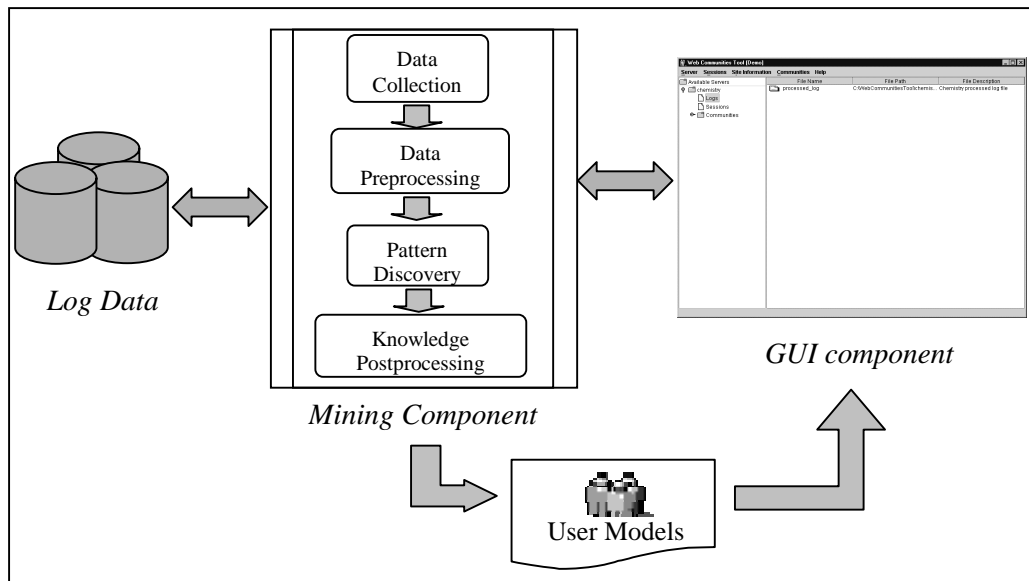 Data
Collection
Data
Preprocessing
Pattern
Discovery
Knowledge
Postprocessing
Log Data
Mining Component
Web Communities Tool [Demo]
Server Sessions Site Information Communities Help
Available Servers
chemistry
Logs
Sessions
Communities
File Name File Path File Description
processed_log C:\WebCommunitiesTool\chemis... Chemistry processed log file
GUI component
User Models